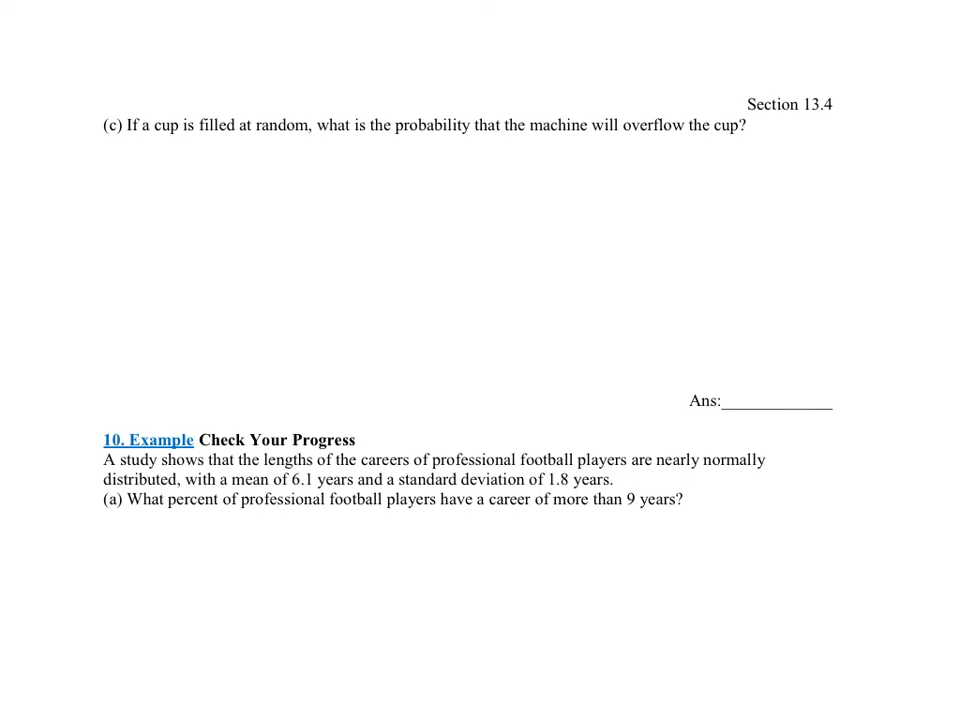 Section 13.4
(c) If a cup is filled at random, what is the probability that the machine will overflow the cup?
Ans:_____________
10. Example Check Your Progress
A study shows that the lengths of the careers of professional football players are nearly normally
distributed, with a mean of 6.1 years and a standard deviation of 1.8 years.
(a) What percent of professional football players have a career of more than 9 years?